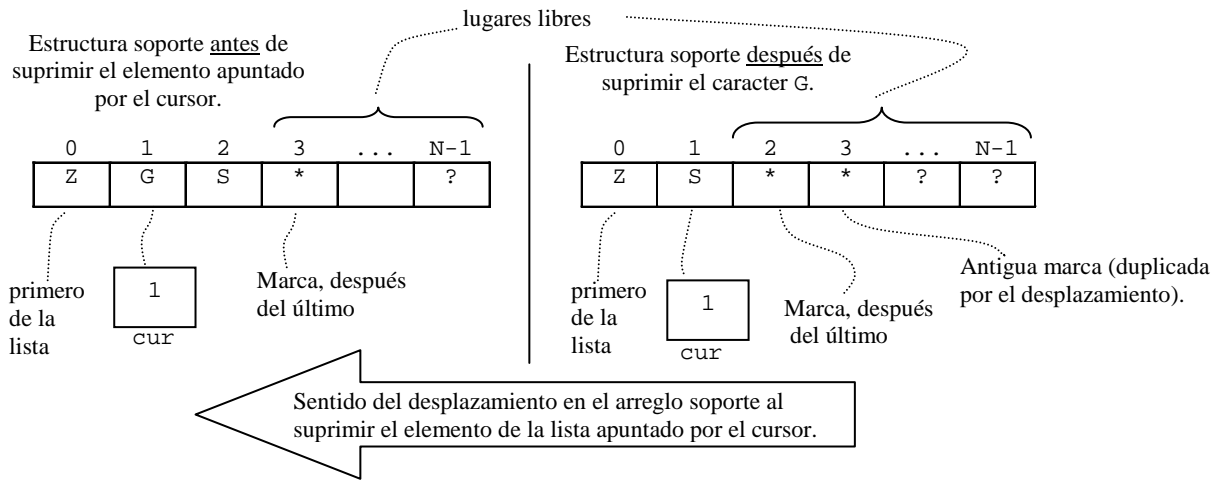 lugares libres
Estructura soporte antes de
suprimir el elemento apuntado
por el cursor.
0 1 2 3 ... N-1
Z G S * ?
primero
de la
lista
1
cur
Marca, después
del último
Estructura soporte después de
suprimir el caracter G.
0 1 2 3 ... N-1
Z S * * ? ?
primero
de la
lista
1
cur
Marca, después
del último
Antigua marca (duplicada
por el desplazamiento).
Sentido del desplazamiento en el arreglo soporte al
suprimir el elemento de la lista apuntado por el cursor.